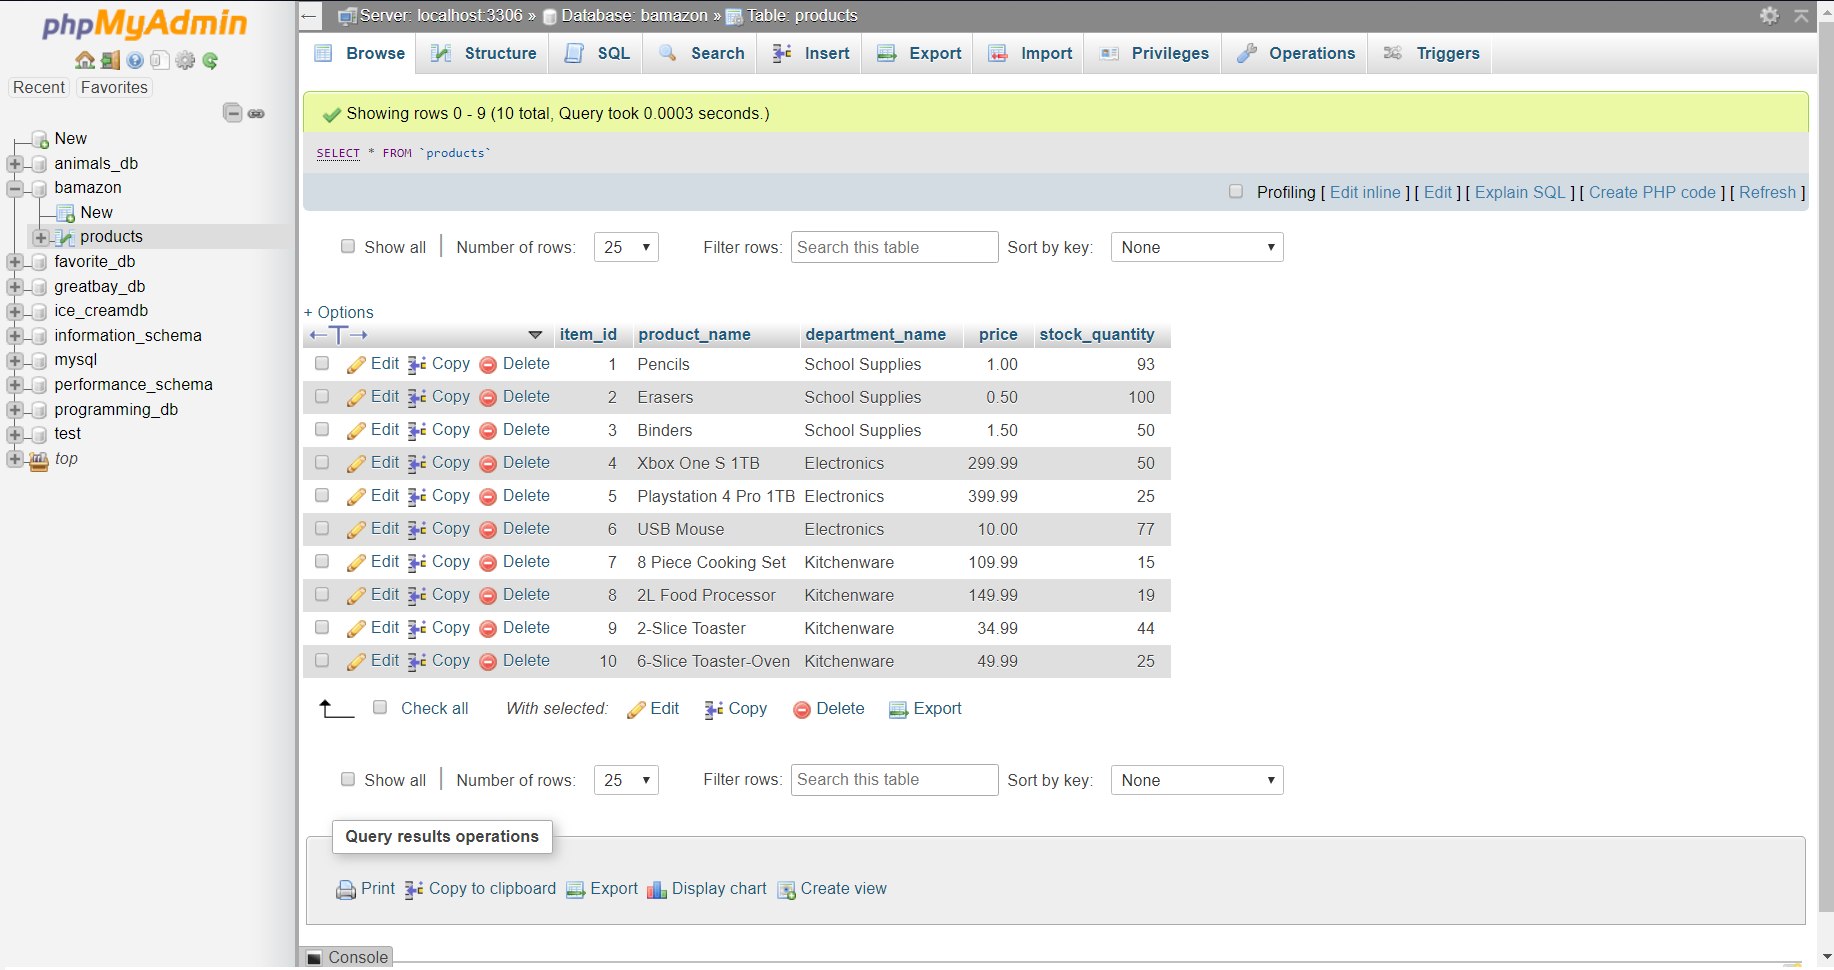 phpMyAdmin
Recent Favorites
New
animals_db
bamazon
New
products
favorite_db
greatbay_db
ice_creamdb
information_schema
mysql
performance_schema
programming_db
test
top
Server: localhost:3306 » Database: bamazon » Table: products
Browse Structure SQL Search Insert Export Import Privileges Operations Triggers
Showing rows 0 - 9 (10 total, Query took 0.0003 seconds.)
SELECT * FROM `products`
Profiling [ Edit inline ] [ Edit ] [ Explain SQL ] [ Create PHP code ] [ Refresh ]
Show all Number of rows: 25 Filter rows: Search this table Sort by key: None
+ Options
item_id product_name department_name price stock_quantity
Edit Copy Delete 1 Pencils School Supplies 1.00 93
Edit Copy Delete 2 Erasers School Supplies 0.50 100
Edit Copy Delete 3 Binders School Supplies 1.50 50
Edit Copy Delete 4 Xbox One S 1TB Electronics 299.99 50
Edit Copy Delete 5 Playstation 4 Pro 1TB Electronics 399.99 25
Edit Copy Delete 6 USB Mouse Electronics 10.00 77
Edit Copy Delete 7 8 Piece Cooking Set Kitchenware 109.99 15
Edit Copy Delete 8 2L Food Processor Kitchenware 149.99 19
Edit Copy Delete 9 2-Slice Toaster Kitchenware 34.99 44
Edit Copy Delete 10 6-Slice Toaster-Oven Kitchenware 49.99 25
Check all With selected: Edit Copy Delete Export
Show all Number of rows: 25 Filter rows: Search this table Sort by key: None
Query results operations
Print Copy to clipboard Export Display chart Create view
Console